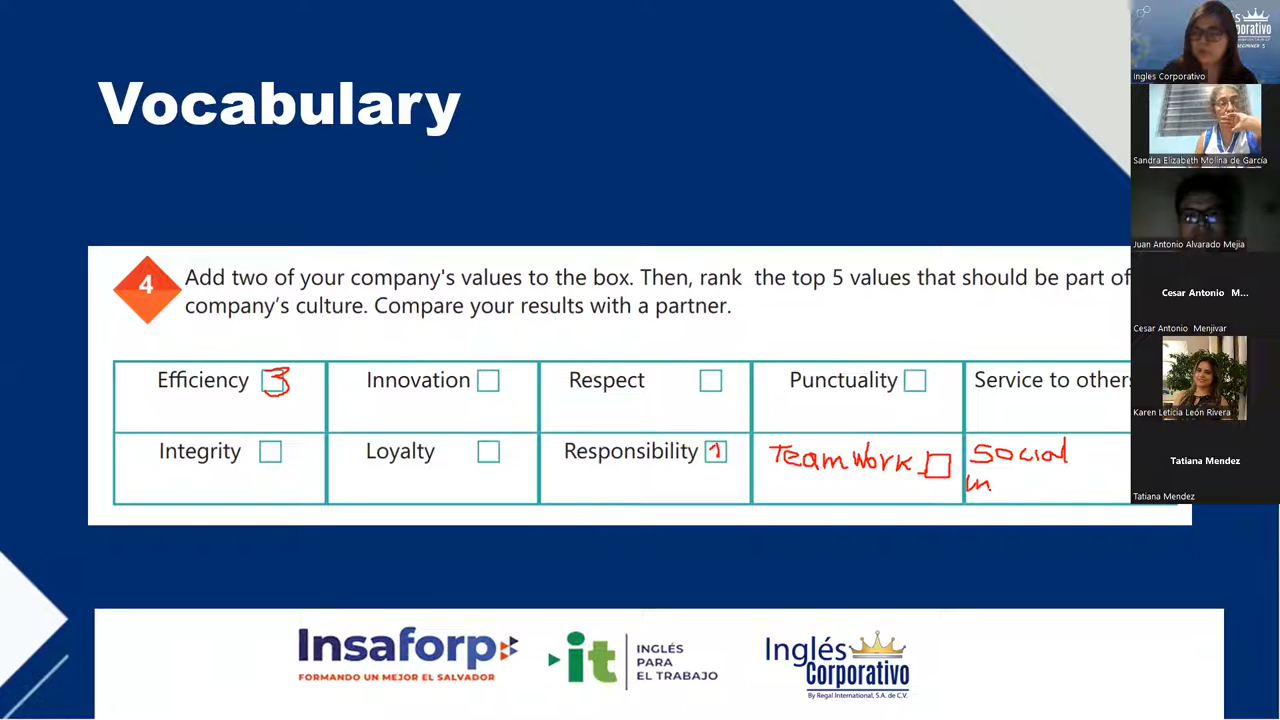 Vocabulary
4
Add two of your company's values to the box. Then, rank the top 5 values that should be part of
company's culture. Compare your results with a partner.
Efficiency 3
Innovation
Respect
Punctuality
Service to others
Integrity
Loyalty
Responsibility 1
Teamwork
Social
Insaforp
FORMANDO UN MEJOR EL SALVADOR
it
INGLÉS
PARA
EL TRABAJO
Inglés
Corporativo
By Regal International, S.A. de C.V.
Ingles Corporativo
Sandra Elizabeth Molina de García
Juan Antonio Alvarado Mejia
Cesar Antonio M...
Cesar Antonio Menjivar
Karen Leticia León Rivera
Tatiana Mendez
Tatiana Mendez